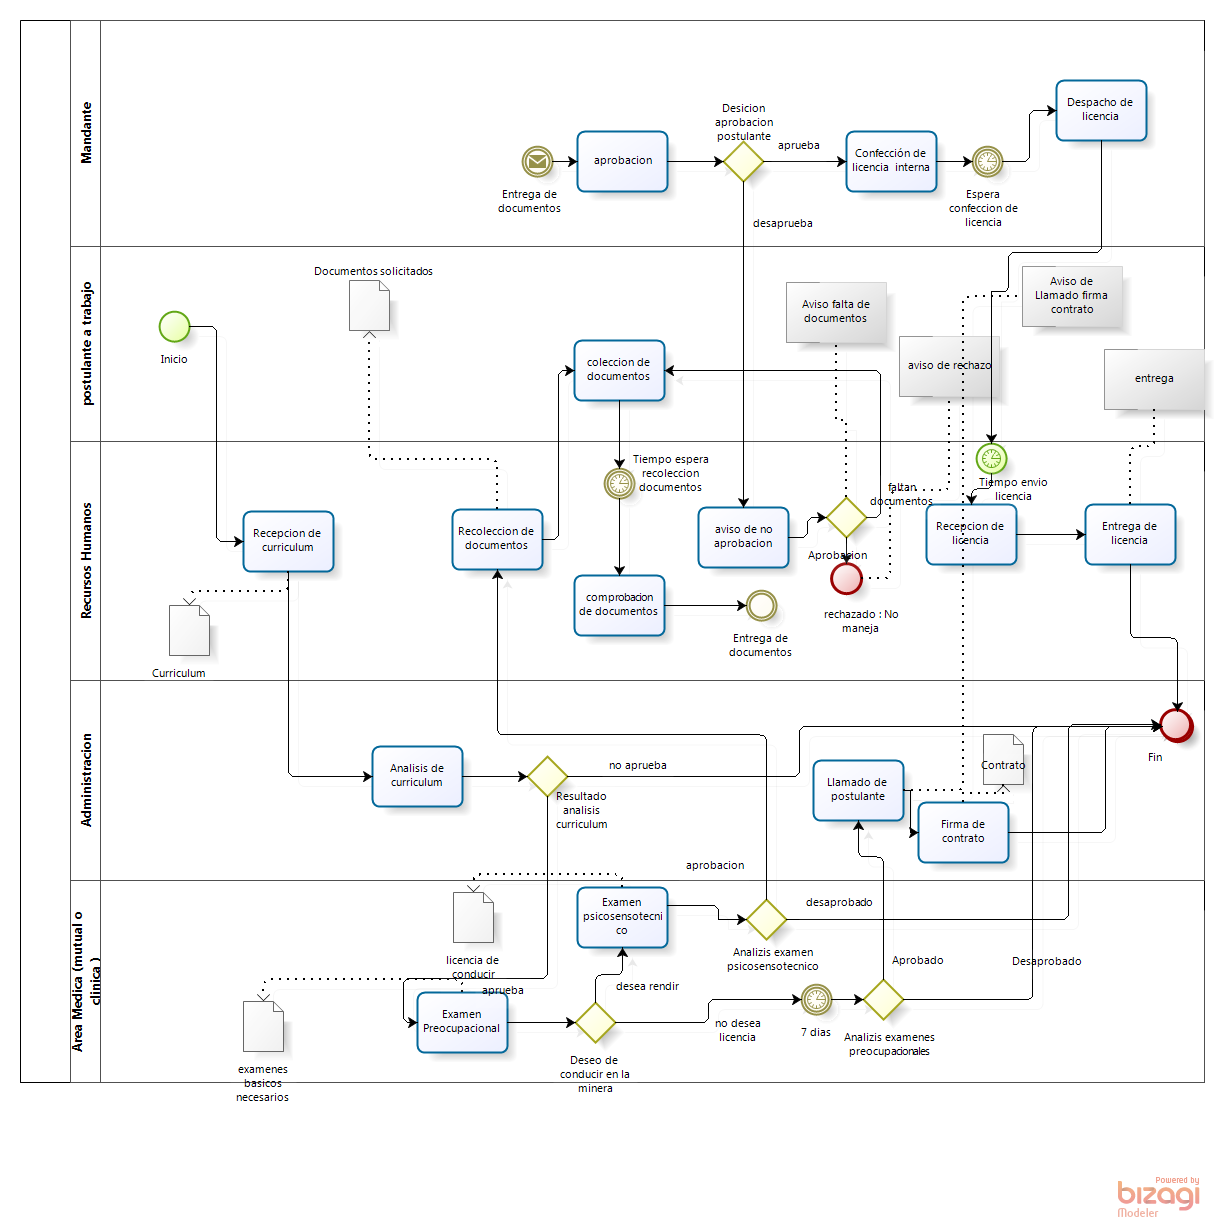 Mandante
Desicion
aprobacion
postulante
aprueba
Despacho de
licencia
aprobacion
Confección de
licencia interna
Entrega de
documentos
Espera
confeccion de
licencia
desaprueba
postulante a trabajo
Documentos solicitados
Inicio
coleccion de
documentos
Aviso falta de
documentos
Aviso de
Llamado firma
contrato
aviso de rechazo
entrega
Recursos Humanos
Tiempo espera
recoleccion
documentos
Tiempo envio
licencia
faltan
documentos
Recepcion de
curriculum
Recoleccion de
documentos
aviso de no
aprobacion
Aprobacion
Recepcion de
licencia
Entrega de
licencia
comprobacion
de documentos
Entrega de
documentos
rechazado : No
maneja
Curriculum
Administracion
Analisis de
curriculum
no aprueba
Resultado
analisis
curriculum
Llamado de
postulante
Contrato
Firma de
contrato
Fin
aprobacion
Area Medica (mutual o
clinica )
licencia de
conducir
Examen
psicosensotecni
co
desaprobado
Analizis examen
psicosensotecnico
aprueba
desea rendir
Aprobado
Desaprobado
Examen
Preocupacional
no desea
licencia
7 dias
Analizis examenes
preocupacionales
Deseo de
conducir en la
minera
examenes
basicos
necesarios
Powered by
bizagi
Modeler